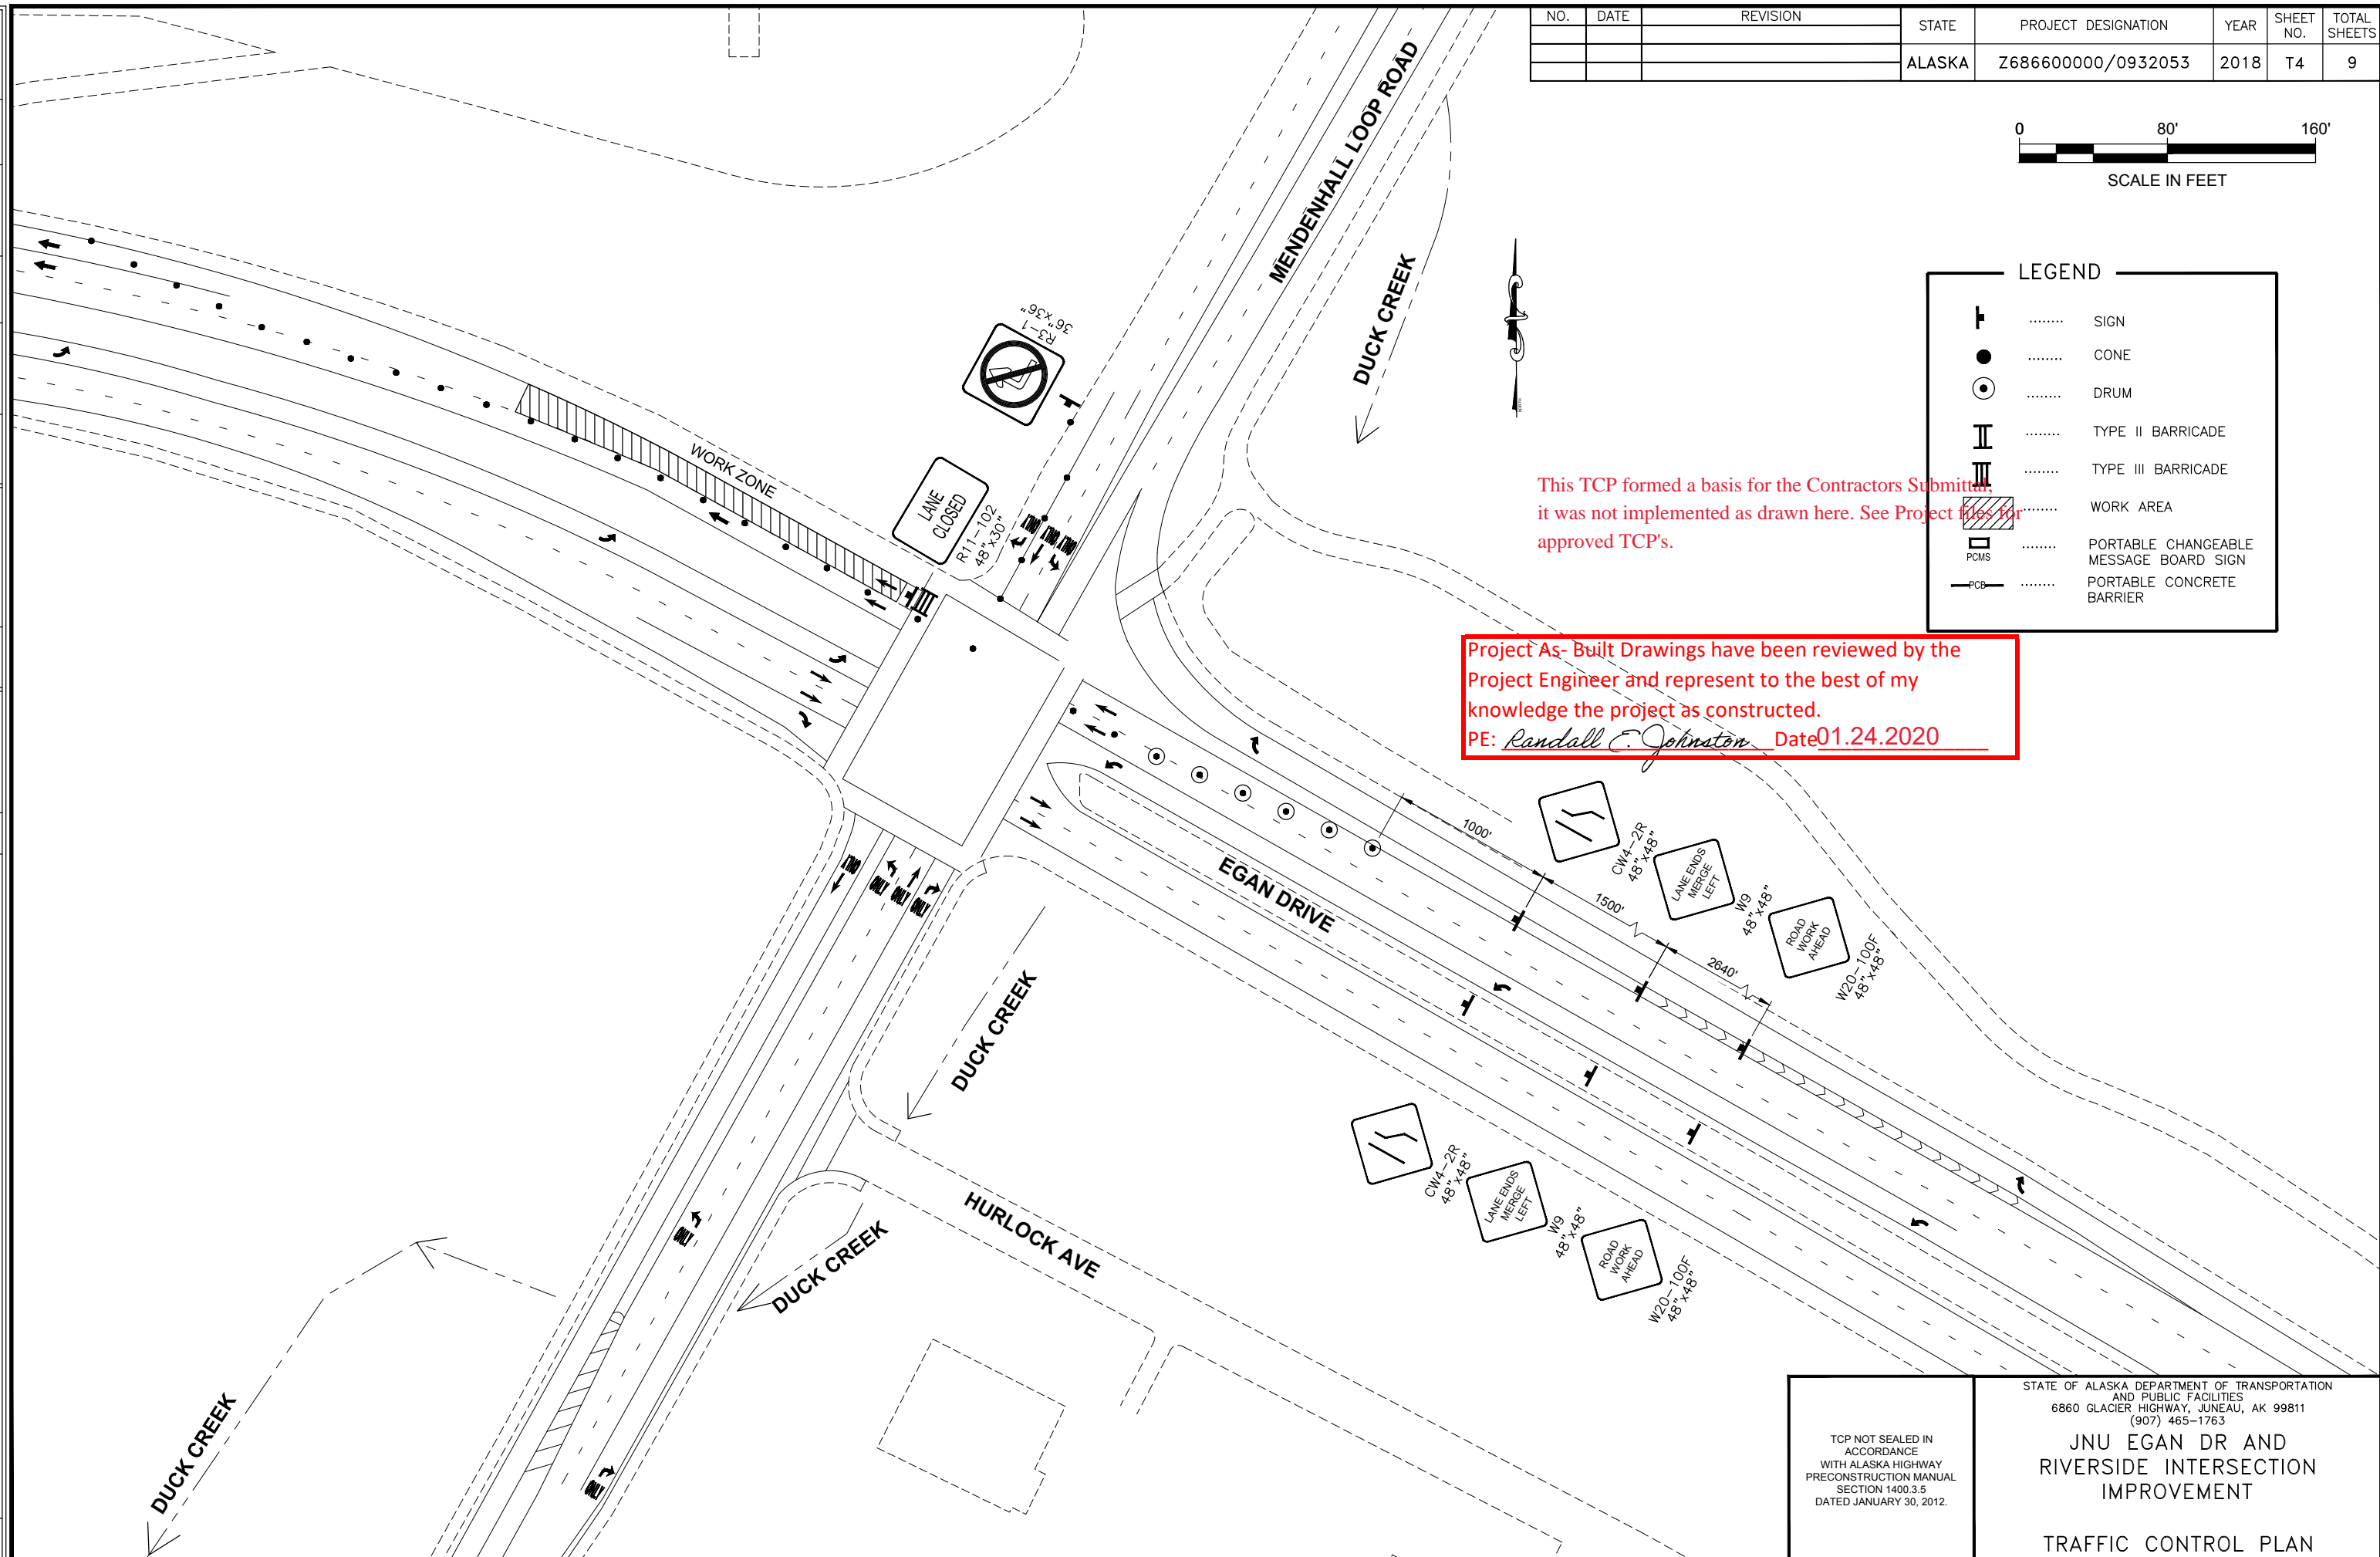 NO. DATE REVISION STATE PROJECT DESIGNATION YEAR SHEET NO. TOTAL SHEETS
ALASKA Z686600000/0932053 2018 T4 9
0 80' 160'
SCALE IN FEET
LEGEND
........ SIGN
........ CONE
........ DRUM
........ TYPE II BARRICADE
........ TYPE III BARRICADE
........ WORK AREA
PCMS ........ PORTABLE CHANGEABLE
MESSAGE BOARD SIGN
PCB ........ PORTABLE CONCRETE
BARRIER
MENDENHALL LOOP ROAD
DUCK CREEK
NORTH
R3-1
36"x36"
WORK ZONE
LANE
CLOSED
R11-102
48"x30"
ONLY
ONLY
ONLY
This TCP formed a basis for the Contractors Submittal,
it was not implemented as drawn here. See Project files for
approved TCP's.
Project As- Built Drawings have been reviewed by the
Project Engineer and represent to the best of my
knowledge the project as constructed.
PE: Randall E. Johnston Date 01.24.2020
1000'
1500'
2640'
CW4-2R
48"x48"
LANE ENDS
MERGE
LEFT
W9
48"x48"
ROAD
WORK
AHEAD
W20-100F
48"x48"
EGAN DRIVE
ONLY
ONLY
ONLY
ONLY
DUCK CREEK
CW4-2R
48"x48"
LANE ENDS
MERGE
LEFT
W9
48"x48"
ROAD
WORK
AHEAD
W20-100F
48"x48"
HURLOCK AVE
DUCK CREEK
ONLY
ONLY
DUCK CREEK
TCP NOT SEALED IN
ACCORDANCE
WITH ALASKA HIGHWAY
PRECONSTRUCTION MANUAL
SECTION 1400.3.5
DATED JANUARY 30, 2012.
STATE OF ALASKA DEPARTMENT OF TRANSPORTATION
AND PUBLIC FACILITIES
6860 GLACIER HIGHWAY, JUNEAU, AK 99811
(907) 465-1763
JNU EGAN DR AND
RIVERSIDE INTERSECTION
IMPROVEMENT
TRAFFIC CONTROL PLAN